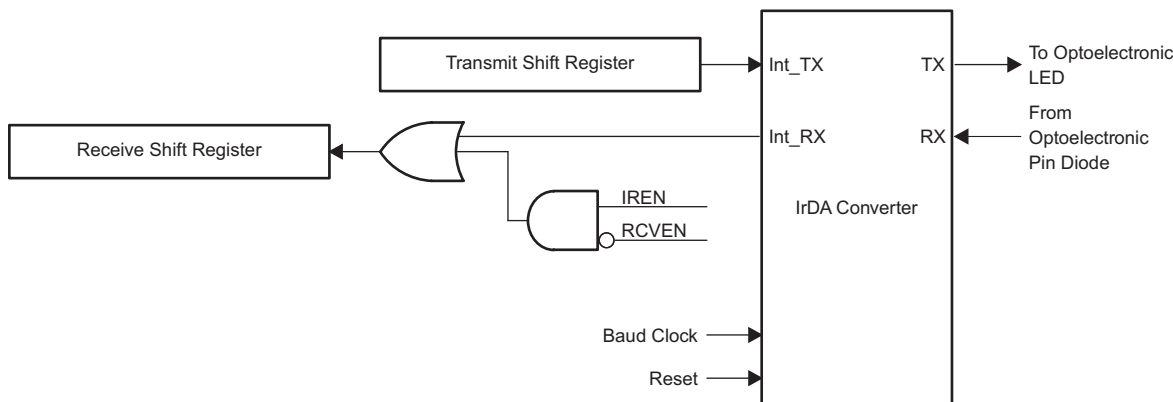 Transmit Shift Register
Int_TX
TX
To Optoelectronic
LED
Receive Shift Register
Int_RX
RX
From
Optoelectronic
Pin Diode
IREN
RCVEN
IrDA Converter
Baud Clock
Reset